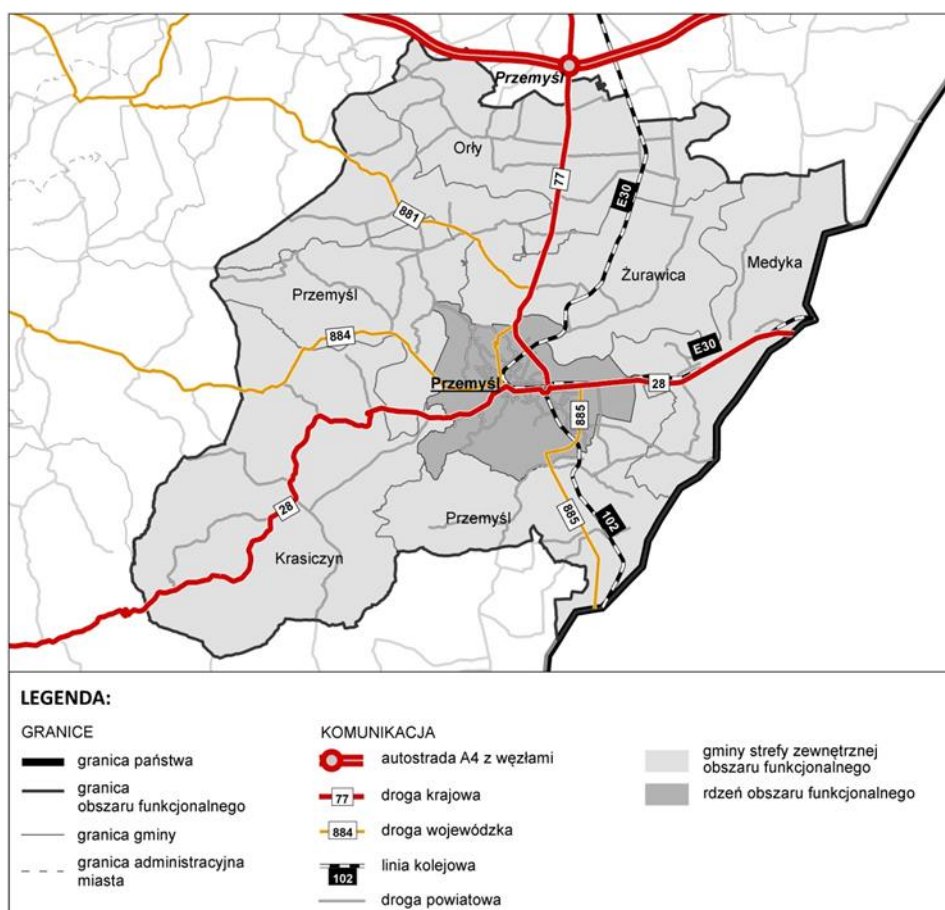 Przemyśl
Orły
77
E30
881
Żurawica
Medyka
Przemyśl
884
E30
Przemyśl
28
885
28
Przemyśl
885
102
Krasiczyn
LEGENDA:
GRANICE
granica państwa
granica
obszaru funkcjonalnego
granica gminy
granica administracyjna
miasta
KOMUNIKACJA
autostrada A4 z węzłami
77
droga krajowa
884
droga wojewódzka
linia kolejowa
102
droga powiatowa
gminy strefy zewnętrznej
obszaru funkcjonalnego
rdzeń obszaru funkcjonalnego